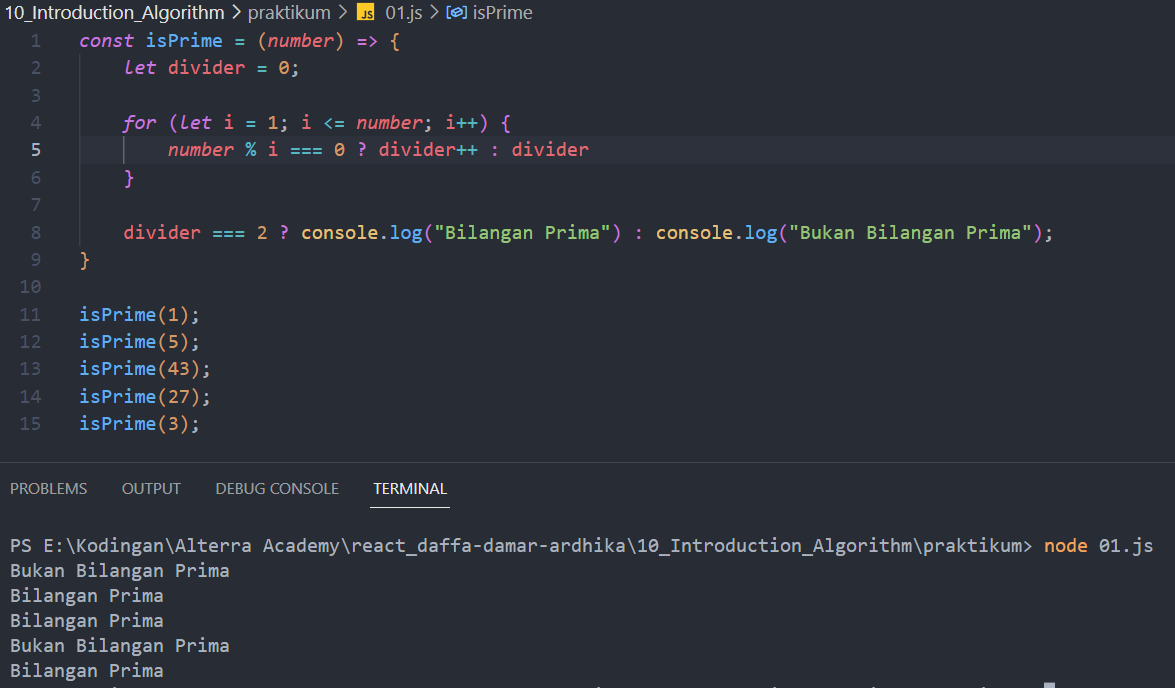 10_Introduction_Algorithm > praktikum > JS 01.js > isPrime
1 const isPrime = (number) => {
2 let divider = 0;
3
4 for (let i = 1; i <= number; i++) {
5 number % i === 0 ? divider++ : divider
6 }
7
8 divider === 2 ? console.log("Bilangan Prima") : console.log("Bukan Bilangan Prima");
9 }
10
11 isPrime(1);
12 isPrime(5);
13 isPrime(43);
14 isPrime(27);
15 isPrime(3);
PROBLEMS OUTPUT DEBUG CONSOLE TERMINAL
PS E:\Kodingan\Alterra Academy\react_daffa-damar-ardhika\10_Introduction_Algorithm\praktikum> node 01.js
Bukan Bilangan Prima
Bilangan Prima
Bilangan Prima
Bukan Bilangan Prima
Bilangan Prima